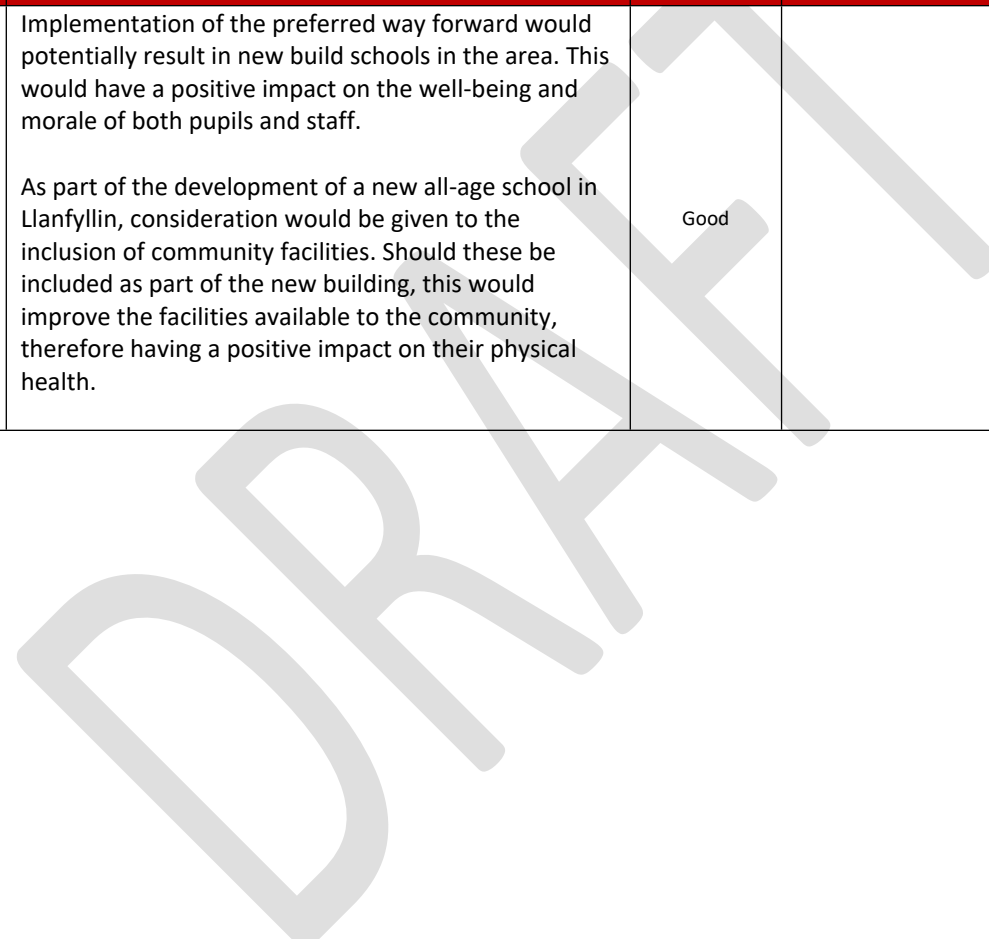 Implementation of the preferred way forward would
potentially result in new build schools in the area. This
would have a positive impact on the well-being and
morale of both pupils and staff.
As part of the development of a new all-age school in
Llanfyllin, consideration would be given to the
inclusion of community facilities. Should these be
included as part of the new building, this would
improve the facilities available to the community,
therefore having a positive impact on their physical
health.
Good
DRAFT